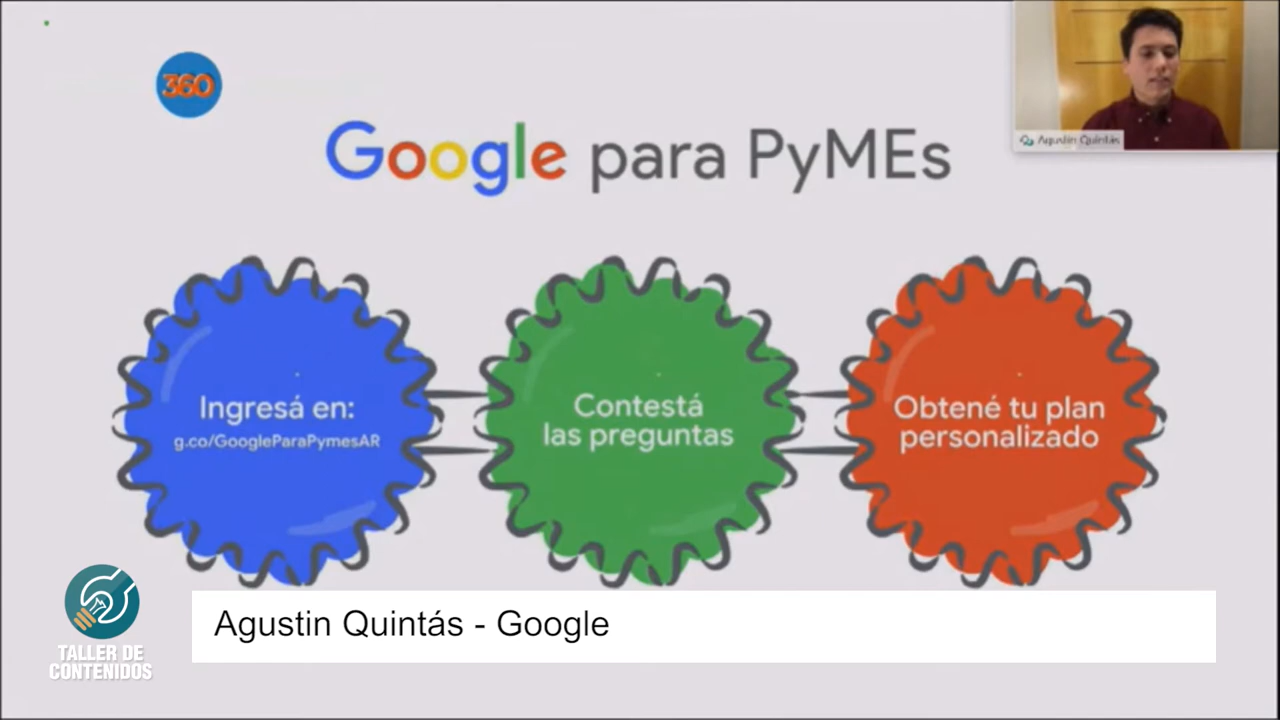 360
Agustin Quintás
Google para PyMEs
Ingresá en:
g.co/GoogleParaPymesAR
Contestá
las preguntas
Obtené tu plan
personalizado
Agustin Quintás - Google
TALLER DE
CONTENIDOS